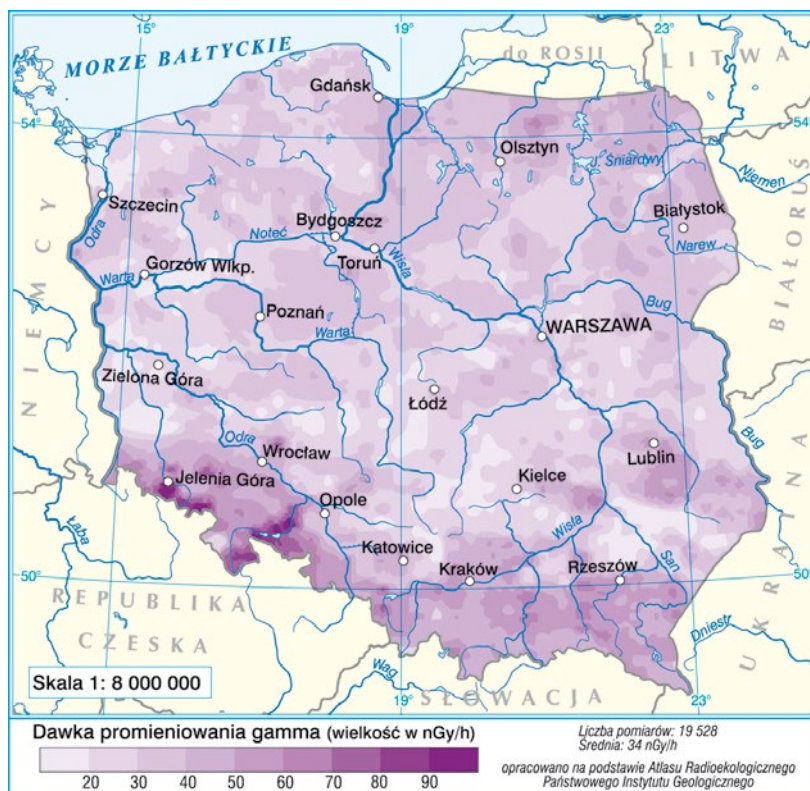 15° 19° 23°
MORZE BAŁTYCKIE
do ROSJI
LITWA
Gdańsk
54° 54°
Olsztyn
J. Śniardwy
Niemen
Szczecin
Odra
Bydgoszcz
Białystok
Noteć
Narew
Toruń
Wisła
NIEMCY
BIAŁORUŚ
Gorzów Wlkp.
Warta
Bug
Poznań
Warta
WARSZAWA
Zielona Góra
Łódź
Odra
Wrocław
Lublin
Bug
Jelenia Góra
Kielce
Opole
Łaba
UKRAINA
Katowice
Wisła
Kraków
Rzeszów
San
50° 50°
REPUBLIKA
CZESKA
Dniestr
Wag
Skala 1: 8 000 000
SŁOWACJA
19° 23°
Dawka promieniowania gamma (wielkość w nGy/h)
20 30 40 50 60 70 80 90
Liczba pomiarów: 19 528
Średnia: 34 nGy/h
opracowano na podstawie Atlasu Radioekologicznego
Państwowego Instytutu Geologicznego